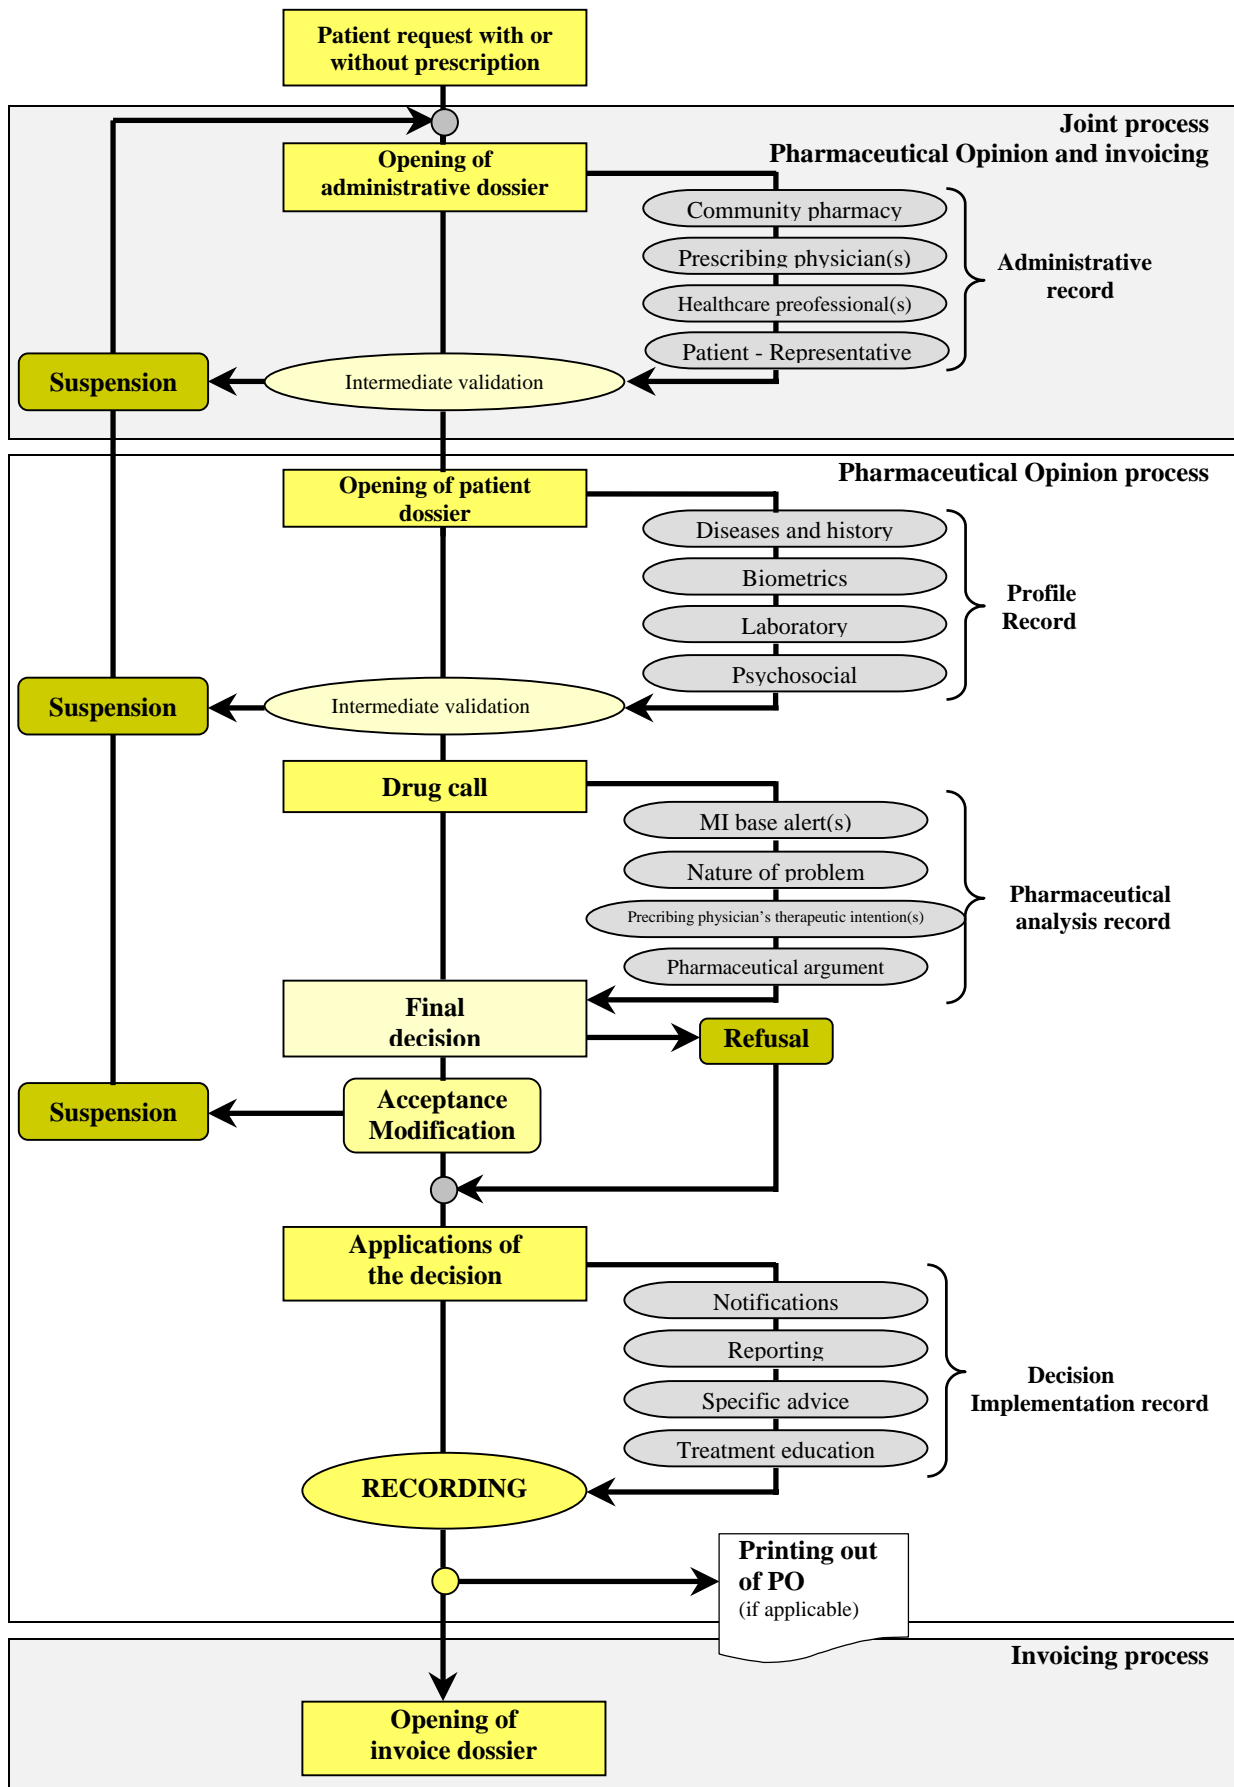 Patient request with or
without prescription
Joint process
Pharmaceutical Opinion and invoicing
Opening of
administrative dossier
Community pharmacy
Prescribing physician(s)
Healthcare preofessional(s)
Patient - Representative
Administrative
record
Suspension
Intermediate validation
Pharmaceutical Opinion process
Opening of patient
dossier
Diseases and history
Biometrics
Laboratory
Psychosocial
Profile
Record
Suspension
Intermediate validation
Drug call
MI base alert(s)
Nature of problem
Precribing physician’s therapeutic intention(s)
Pharmaceutical argument
Pharmaceutical
analysis record
Final
decision
Refusal
Suspension
Acceptance
Modification
Applications of
the decision
Notifications
Reporting
Specific advice
Treatment education
Decision
Implementation record
RECORDING
Printing out
of PO
(if applicable)
Invoicing process
Opening of
invoice dossier